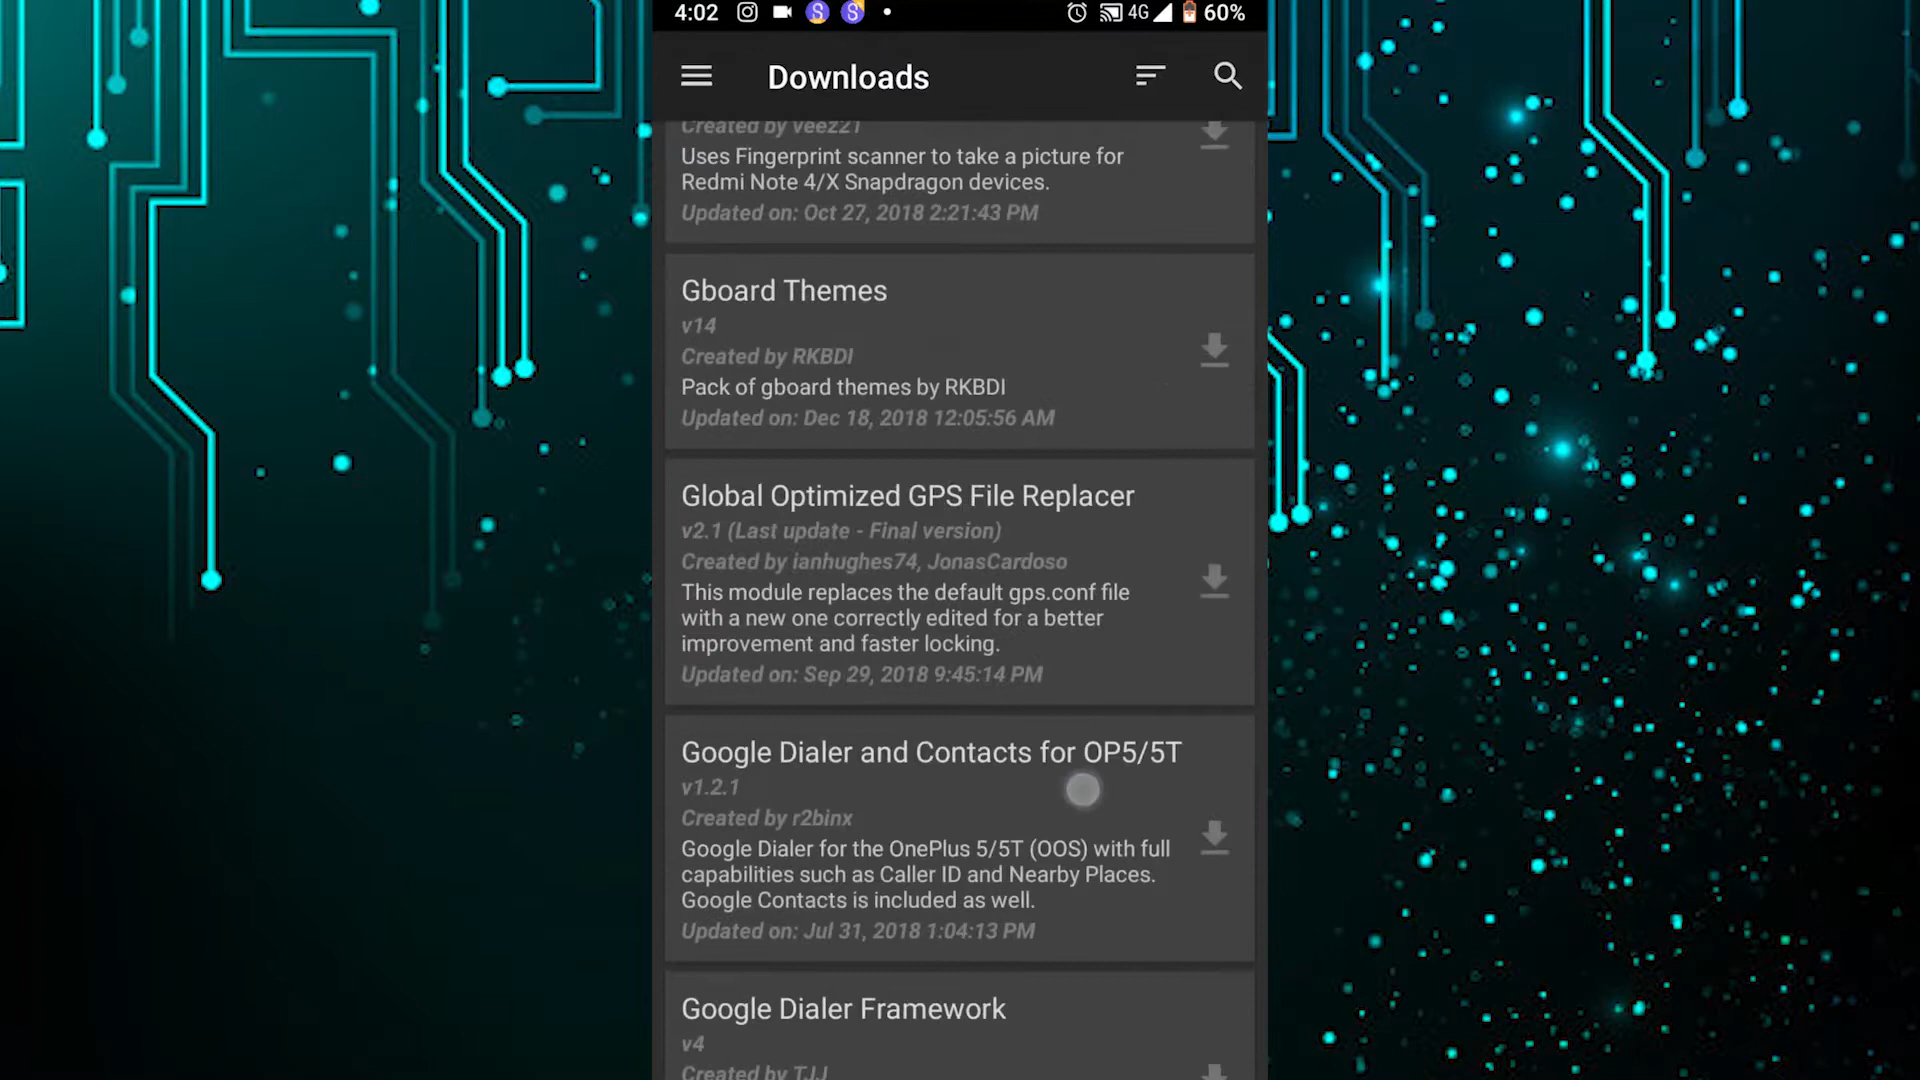 4:02
4G
60%
Downloads
Created by veez21
Uses Fingerprint scanner to take a picture for
Redmi Note 4/X Snapdragon devices.
Updated on: Oct 27, 2018 2:21:43 PM
Gboard Themes
v14
Created by RKBDI
Pack of gboard themes by RKBDI
Updated on: Dec 18, 2018 12:05:56 AM
Global Optimized GPS File Replacer
v2.1 (Last update - Final version)
Created by ianhughes74, JonasCardoso
This module replaces the default gps.conf file
with a new one correctly edited for a better
improvement and faster locking.
Updated on: Sep 29, 2018 9:45:14 PM
Google Dialer and Contacts for OP5/5T
v1.2.1
Created by r2binx
Google Dialer for the OnePlus 5/5T (OOS) with full
capabilities such as Caller ID and Nearby Places.
Google Contacts is included as well.
Updated on: Jul 31, 2018 1:04:13 PM
Google Dialer Framework
v4
Created by TJJ